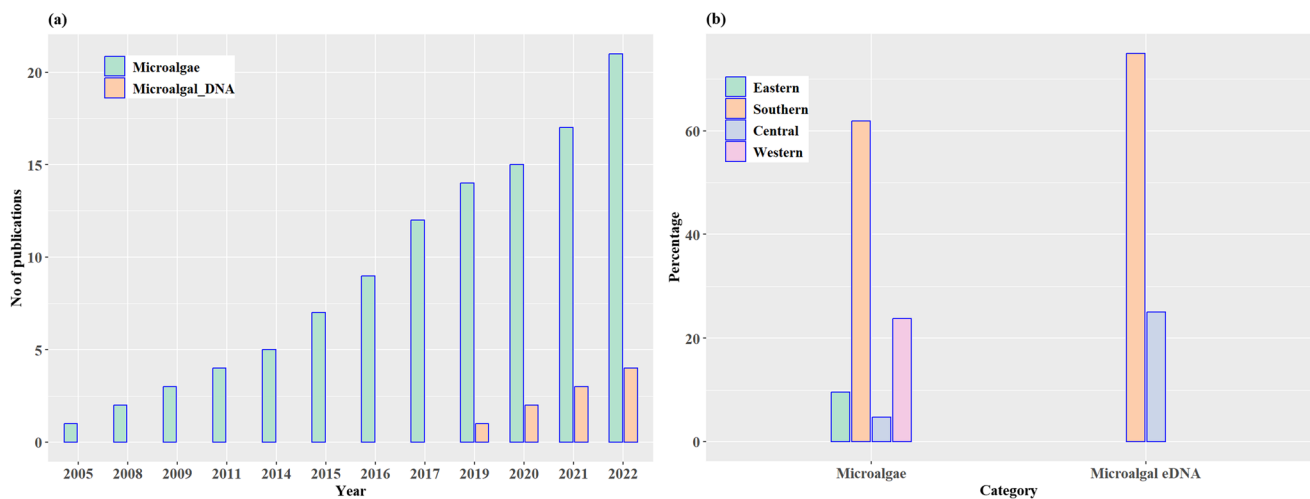 (a)
No of publications
20
15
10
5
0
Microalgae
Microalgal_DNA
2005 2008 2009 2011 2014 2015 2016 2017 2019 2020 2021 2022
Year
(b)
Percentage
60
40
20
0
Eastern
Southern
Central
Western
Microalgae Microalgal eDNA
Category